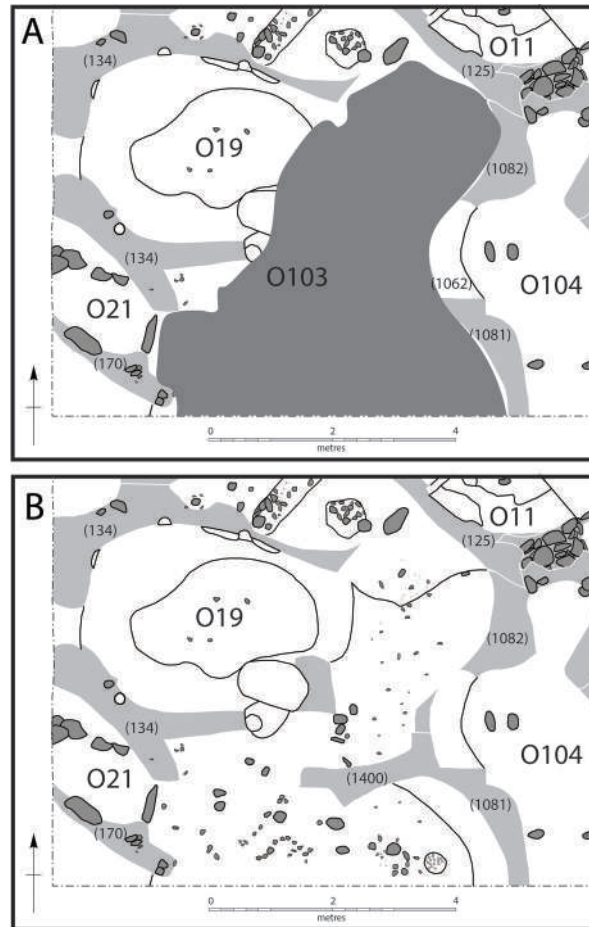 A
O11
(134)
(125)
O19
(1082)
(134)
O103
(1062)
O104
O21
(1081)
(170)
0 2 4
metres
B
O11
(134)
(125)
O19
(1082)
(134)
O104
O21
(1400)
(1081)
(170)
0 2 4
metres